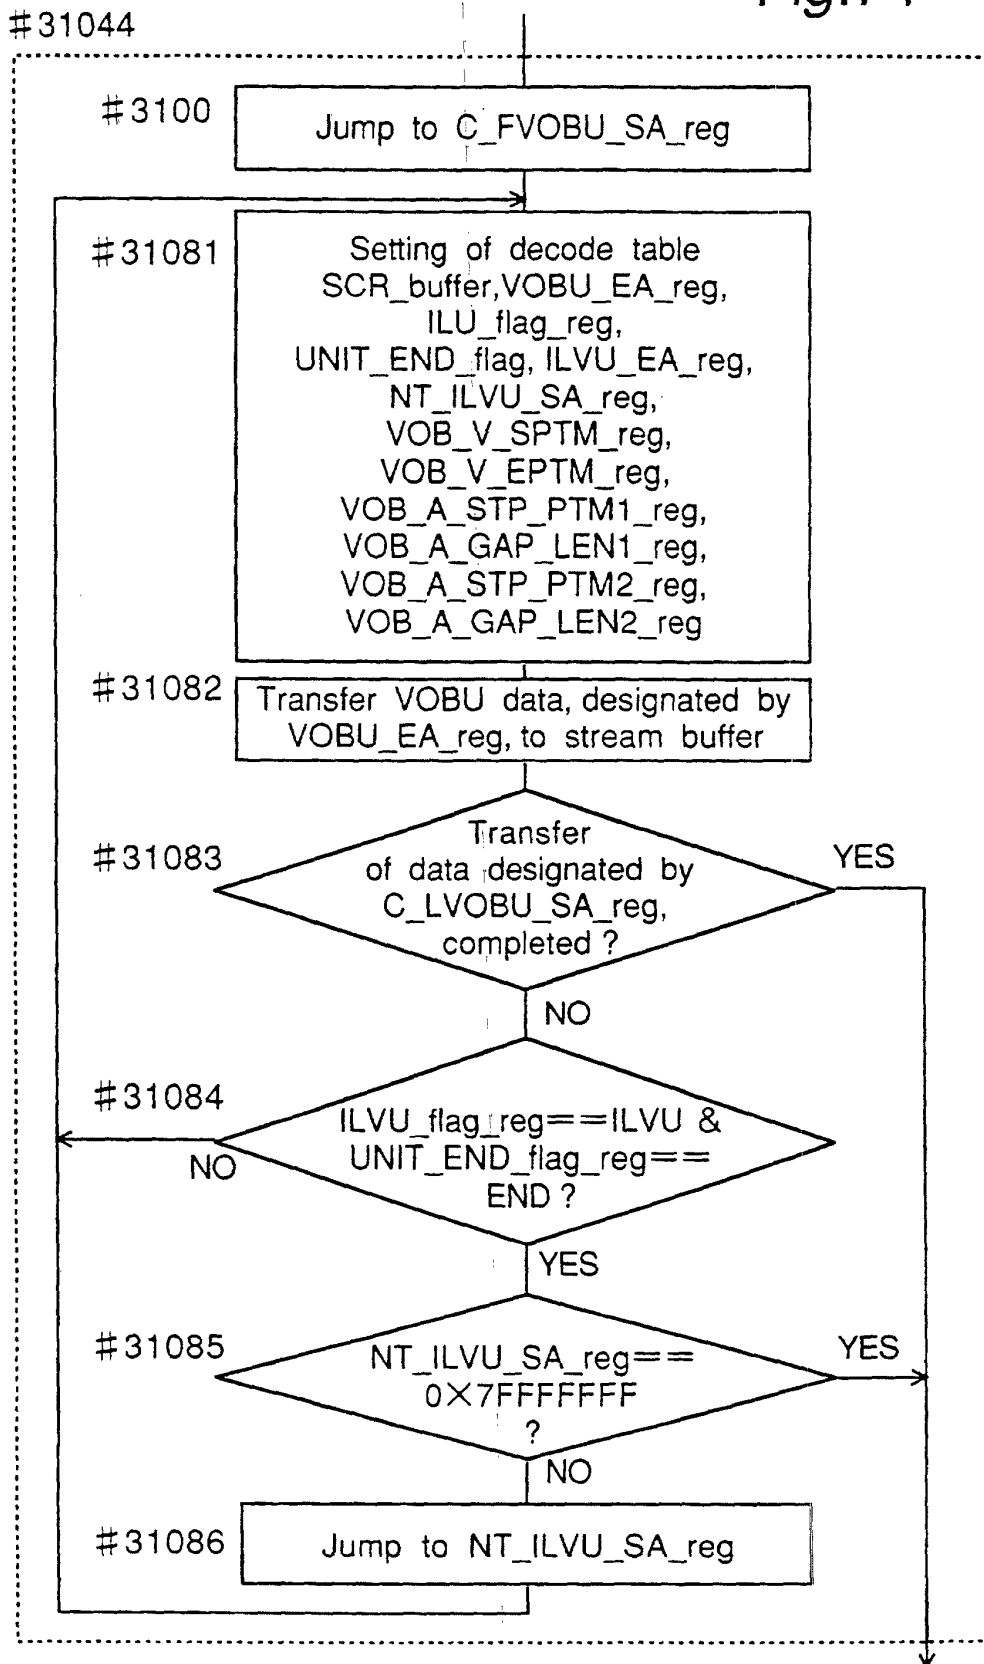 #31044
#3100
Jump to C_FVOBU_SA_reg
#31081
Setting of decode table
SCR_buffer,VOBU_EA_reg,
ILU_flag_reg,
UNIT_END_flag, ILVU_EA_reg,
NT_ILVU_SA_reg,
VOB_V_SPTM_reg,
VOB_V_EPTM_reg,
VOB_A_STP_PTM1_reg,
VOB_A_GAP_LEN1_reg,
VOB_A_STP_PTM2_reg,
VOB_A_GAP_LEN2_reg
#31082
Transfer VOBU data, designated by
VOBU_EA_reg, to stream buffer
#31083
Transfer
of data designated by
C_LVOBU_SA_reg,
completed ?
YES
NO
#31084
ILVU_flag_reg==ILVU &
UNIT_END_flag_reg==
END ?
NO
YES
#31085
NT_ILVU_SA_reg==
0×7FFFFFFF
?
YES
NO
#31086
Jump to NT_ILVU_SA_reg